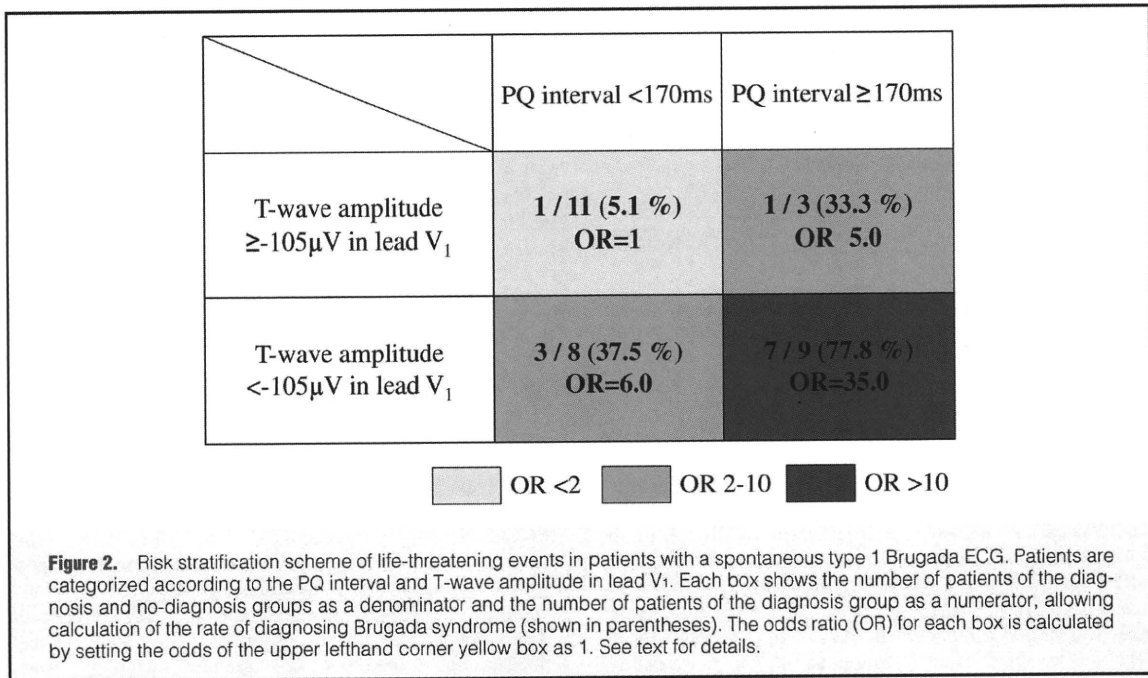 PQ interval <170ms PQ interval ≥170ms
T-wave amplitude
≥-105μV in lead V1
1 / 11 (5.1 %)
OR=1
1 / 3 (33.3 %)
OR 5.0
T-wave amplitude
<-105μV in lead V1
3 / 8 (37.5 %)
OR=6.0
7 / 9 (77.8 %)
OR=35.0
OR <2 OR 2-10 OR >10
Figure 2. Risk stratification scheme of life-threatening events in patients with a spontaneous type 1 Brugada ECG. Patients are
categorized according to the PQ interval and T-wave amplitude in lead V1. Each box shows the number of patients of the diag-
nosis and no-diagnosis groups as a denominator and the number of patients of the diagnosis group as a numerator, allowing
calculation of the rate of diagnosing Brugada syndrome (shown in parentheses). The odds ratio (OR) for each box is calculated
by setting the odds of the upper lefthand corner yellow box as 1. See text for details.